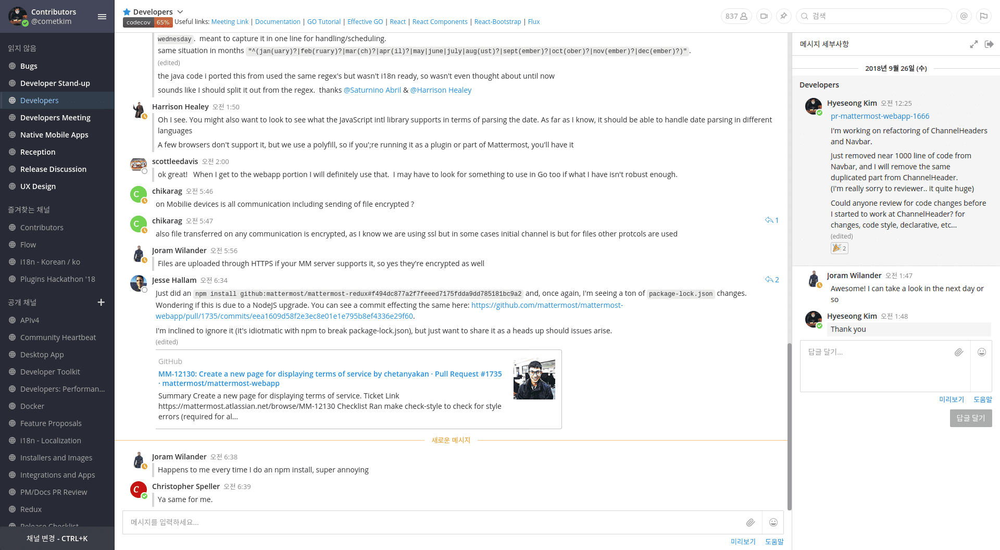 Contributors
@cometkim
읽지 않음
Bugs
Developer Stand-up
Developers
Developers Meeting
Native Mobile Apps
Reception
Release Discussion
UX Design
즐겨찾는 채널
Contributors
Flow
i18n - Korean / ko
Plugins Hackathon '18
공개 채널
APIv4
Community Heartbeat
Desktop App
Developer Toolkit
Developers: Performan...
Docker
Feature Proposals
i18n - Localization
Installers and Images
Integrations and Apps
PM/Docs PR Review
Redux
Release Checklist
채널 변경 - CTRL+K
Developers
codecov 65% Useful links: Meeting Link | Documentation | GO Tutorial | Effective GO | React | React Components | React-Bootstrap | Flux
837
검색
wednesday. meant to capture it in one line for handling/scheduling.
same situation in months "^(jan(uary)?|feb(ruary)?|mar(ch)?|apr(il)?|may|june|july|aug(ust)?|sept(ember)?|oct(ober)?|nov(ember)?|dec(ember)?)".
(edited)
the java code i ported this from used the same regex's but wasn't i18n ready, so wasn't even thought about until now
sounds like I should split it out from the regex. thanks @Saturnino Abril & @Harrison Healey
Harrison Healey 오전 1:50
Oh I see. You might also want to look to see what the JavaScript intl library supports in terms of parsing the date. As far as I know, it should be able to handle date parsing in different
languages
A few browsers don't support it, but we use a polyfill, so if you';re running it as a plugin or part of Mattermost, you'll have it
scottleedavis 오전 2:00
ok great! When I get to the webapp portion I will definitely use that. I may have to look for something to use in Go too if what I have isn't robust enough.
C
chikarag 오전 5:46
on Mobilie devices is all communication including sending of file encrypted ?
C
chikarag 오전 5:47
1
also file transferred on any communication is encrypted, as I know we are using ssl but in some cases initial channel is but for files other protcols are used
Joram Wilander 오전 5:56
Files are uploaded through HTTPS if your MM server supports it, so yes they're encrypted as well
Jesse Hallam 오전 6:34
2
Just did an npm install github:mattermost/mattermost-redux#f494dc877a2f7feeed7175fdda9dd785181bc9a2 and, once again, I'm seeing a ton of package-lock.json changes.
Wondering if this is due to a NodeJS upgrade. You can see a commit effecting the same here: https://github.com/mattermost/mattermost-
webapp/pull/1735/commits/eea1609d58f2e3ec8e01e1e795b8ef4336e29f60.
I'm inclined to ignore it (it's idiotmatic with npm to break package-lock.json), but just want to share it as a heads up should issues arise.
(edited)
GitHub
MM-12130: Create a new page for displaying terms of service by chetanyakan · Pull Request #1735
· mattermost/mattermost-webapp
Summary Create a new page for displaying terms of service. Ticket Link
https://mattermost.atlassian.net/browse/MM-12130 Checklist Ran make check-style to check for style
errors (required for al...
새로운 메시지
Joram Wilander 오전 6:38
Happens to me every time I do an npm install, super annoying
C
Christopher Speller 오전 6:39
Ya same for me.
메시지를 입력하세요...
미리보기 도움말
메시지 세부사항
2018년 9월 26일 (수)
Developers
Hyeseong Kim 오전 12:25
pr-mattermost-webapp-1666
I'm working on refactoring of ChannelHeaders
and Navbar.
Just removed near 1000 line of code from
Navbar, and I will remove the same
duplicated part from ChannelHeader.
(I'm really sorry to reviewer.. it quite huge)
Could anyone review for code changes before
I started to work at ChannelHeader? for
changes, code style, declarative, etc...
(edited)
2
Joram Wilander 오전 1:47
Awesome! I can take a look in the next day or
so
Hyeseong Kim 오전 1:48
Thank you
답글 달기...
미리보기 도움말
답글 달기